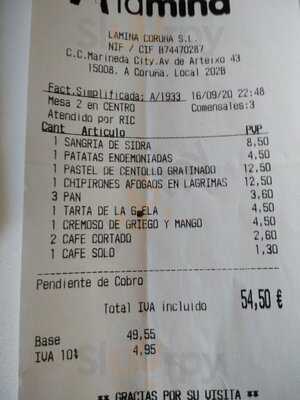 lamina
LAMINA CORUÑA S.L.
NIF / CIF B74470287
C.C.Marineda City.Av de Arteixo 43
15008. A Coruña. Local 202B
Fact.Simplificada: A/1933 16/09/20 22:48
Mesa 2 en CENTRO Comensales:3
Atendido por RIC
Cant Artículo PVP
1 SANGRIA DE SIDRA 8,50
1 PATATAS ENDEMONIADAS 4,50
1 PASTEL DE CENTOLLO GRATINADO 12,50
1 CHIPIRONES AFOGAOS EN LAGRIMAS 12,50
3 PAN 3,60
1 TARTA DE LA GÜELA 4,50
1 CREMOSO DE GRIEGO Y MANGO 4,50
2 CAFE CORTADO 2,60
1 CAFE SOLO 1,30
Pendiente de Cobro
Total IVA incluido 54,50 €
Base 49,55
IVA 10% 4,95
** GRACIAS POR SU VISITA **